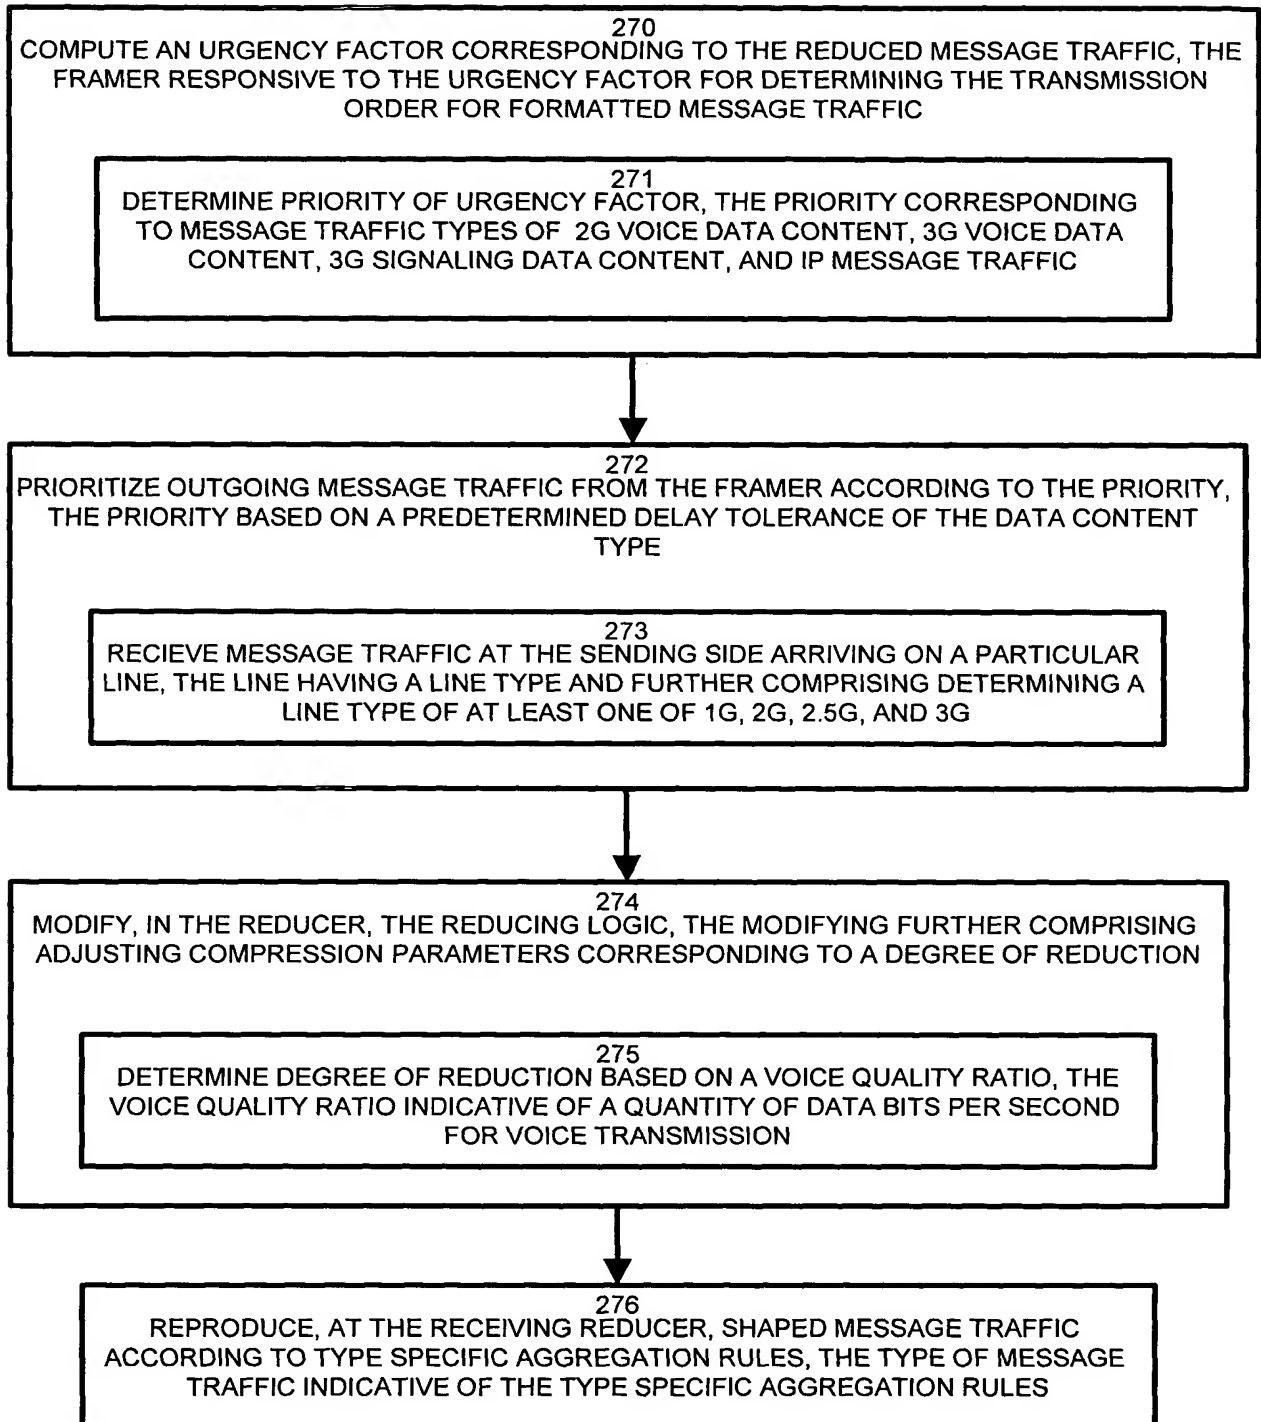 270
COMPUTE AN URGENCY FACTOR CORRESPONDING TO THE REDUCED MESSAGE TRAFFIC, THE
FRAMER RESPONSIVE TO THE URGENCY FACTOR FOR DETERMINING THE TRANSMISSION
ORDER FOR FORMATTED MESSAGE TRAFFIC
271
DETERMINE PRIORITY OF URGENCY FACTOR, THE PRIORITY CORRESPONDING
TO MESSAGE TRAFFIC TYPES OF 2G VOICE DATA CONTENT, 3G VOICE DATA
CONTENT, 3G SIGNALING DATA CONTENT, AND IP MESSAGE TRAFFIC
272
PRIORITIZE OUTGOING MESSAGE TRAFFIC FROM THE FRAMER ACCORDING TO THE PRIORITY,
THE PRIORITY BASED ON A PREDETERMINED DELAY TOLERANCE OF THE DATA CONTENT
TYPE
273
RECIEVE MESSAGE TRAFFIC AT THE SENDING SIDE ARRIVING ON A PARTICULAR
LINE, THE LINE HAVING A LINE TYPE AND FURTHER COMPRISING DETERMINING A
LINE TYPE OF AT LEAST ONE OF 1G, 2G, 2.5G, AND 3G
274
MODIFY, IN THE REDUCER, THE REDUCING LOGIC, THE MODIFYING FURTHER COMPRISING
ADJUSTING COMPRESSION PARAMETERS CORRESPONDING TO A DEGREE OF REDUCTION
275
DETERMINE DEGREE OF REDUCTION BASED ON A VOICE QUALITY RATIO, THE
VOICE QUALITY RATIO INDICATIVE OF A QUANTITY OF DATA BITS PER SECOND
FOR VOICE TRANSMISSION
276
REPRODUCE, AT THE RECEIVING REDUCER, SHAPED MESSAGE TRAFFIC
ACCORDING TO TYPE SPECIFIC AGGREGATION RULES, THE TYPE OF MESSAGE
TRAFFIC INDICATIVE OF THE TYPE SPECIFIC AGGREGATION RULES